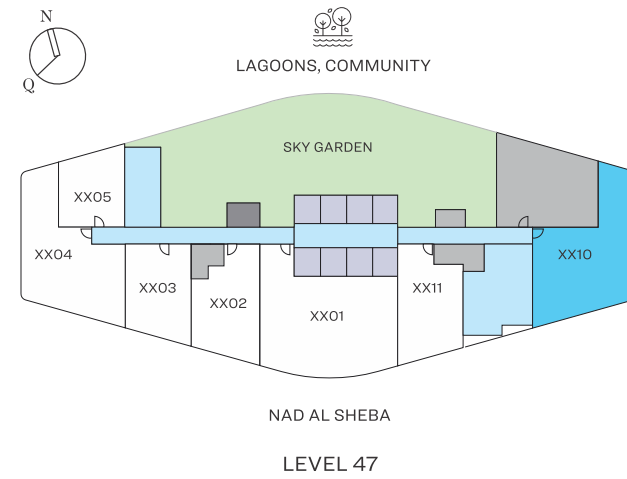 N
Q
LAGOONS, COMMUNITY
SKY GARDEN
XX05
XX04
XX10
XX03
XX02
XX01
XX11
NAD AL SHEBA
LEVEL 47